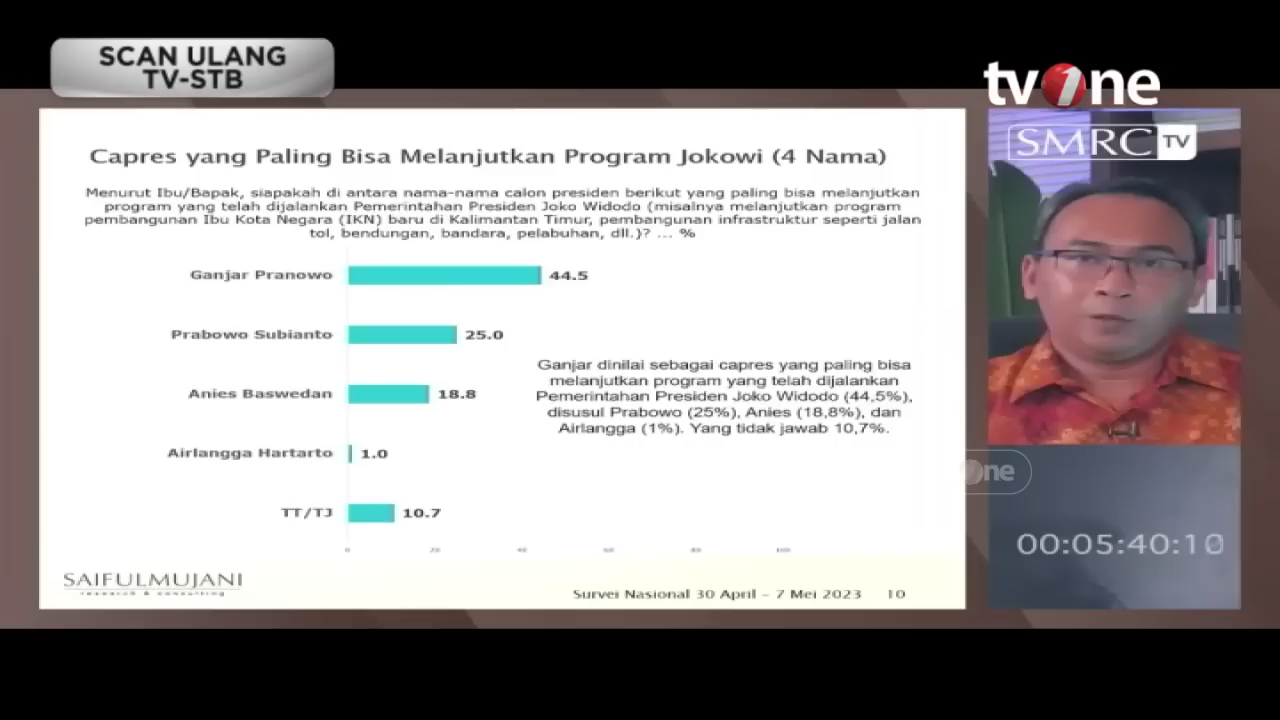 SCAN ULANG
TV-STB
tvOne
SMRC TV
Capres yang Paling Bisa Melanjutkan Program Jokowi (4 Nama)
Menurut Ibu/Bapak, siapakah di antara nama-nama calon presiden berikut yang paling bisa melanjutkan
program yang telah dijalankan Pemerintahan Presiden Joko Widodo (misalnya melanjutkan program
pembangunan Ibu Kota Negara (IKN) baru di Kalimantan Timur, pembangunan infrastruktur seperti jalan
tol, bendungan, bandara, pelabuhan, dll.)? ... %
Ganjar Pranowo 44.5
Prabowo Subianto 25.0
Anies Baswedan 18.8
Airlangga Hartarto 1.0
TT/TJ 10.7
Ganjar dinilai sebagai capres yang paling bisa
melanjutkan program yang telah dijalankan
Pemerintahan Presiden Joko Widodo (44,5%),
disusul Prabowo (25%), Anies (18,8%), dan
Airlangga (1%). Yang tidak jawab 10,7%.
0 20 40 60 80 100
SAIFULMUJANI
research & consulting
Survei Nasional 30 April – 7 Mei 2023 10
One
00:05:40:10